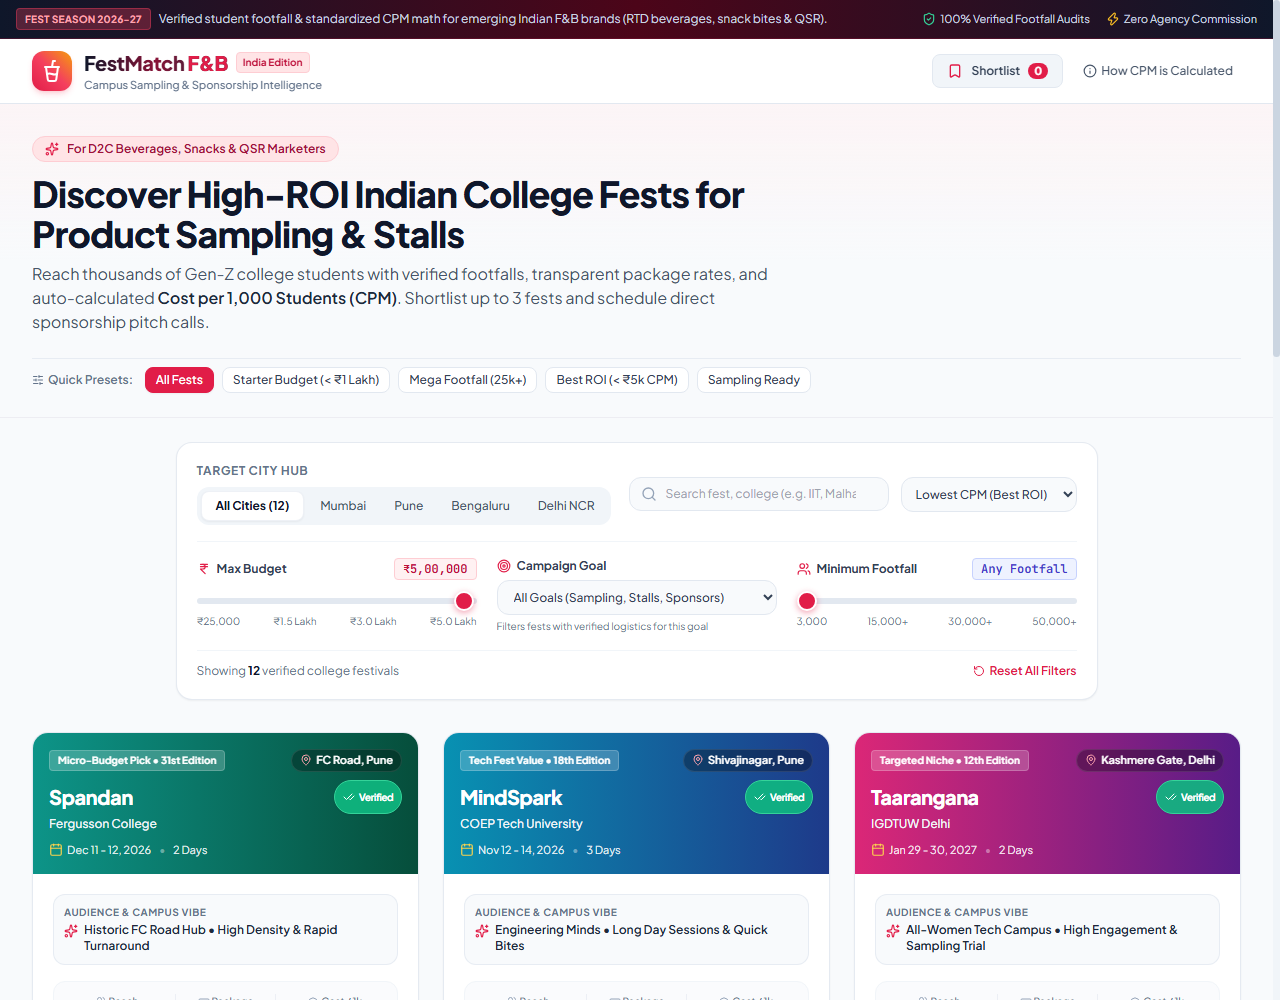 FEST SEASON 2026-27 Verified student footfall & standardized CPM math for emerging Indian F&B brands (RTD beverages, snack bites & QSR). 100% Verified Footfall Audits Zero Agency Commission
FestMatch F&B India Edition
Campus Sampling & Sponsorship Intelligence
Shortlist 0 How CPM is Calculated
For D2C Beverages, Snacks & QSR Marketers
Discover High-ROI Indian College Fests for
Product Sampling & Stalls
Reach thousands of Gen-Z college students with verified footfalls, transparent package rates, and
auto-calculated Cost per 1,000 Students (CPM). Shortlist up to 3 fests and schedule direct
sponsorship pitch calls.
Quick Presets: All Fests Starter Budget (< ₹1 Lakh) Mega Footfall (25k+) Best ROI (< ₹5k CPM) Sampling Ready
TARGET CITY HUB
All Cities (12) Mumbai Pune Bengaluru Delhi NCR
Search fest, college (e.g. IIT, Malha
Lowest CPM (Best ROI)
Max Budget ₹5,00,000
₹25,000 ₹1.5 Lakh ₹3.0 Lakh ₹5.0 Lakh
Campaign Goal
All Goals (Sampling, Stalls, Sponsors)
Filters fests with verified logistics for this goal
Minimum Footfall Any Footfall
3,000 15,000+ 30,000+ 50,000+
Showing 12 verified college festivals
Reset All Filters
Micro-Budget Pick • 31st Edition FC Road, Pune
Spandan Verified
Fergusson College
Dec 11 - 12, 2026 • 2 Days
AUDIENCE & CAMPUS VIBE
Historic FC Road Hub • High Density & Rapid
Turnaround
Reach Package Cost /1k
Tech Fest Value • 18th Edition Shivajinagar, Pune
MindSpark Verified
COEP Tech University
Nov 12 - 14, 2026 • 3 Days
AUDIENCE & CAMPUS VIBE
Engineering Minds • Long Day Sessions & Quick
Bites
Reach Package Cost /1k
Targeted Niche • 12th Edition Kashmere Gate, Delhi
Taarangana Verified
IGDTUW Delhi
Jan 29 - 30, 2027 • 2 Days
AUDIENCE & CAMPUS VIBE
All-Women Tech Campus • High Engagement &
Sampling Trial
Reach Package Cost /1k